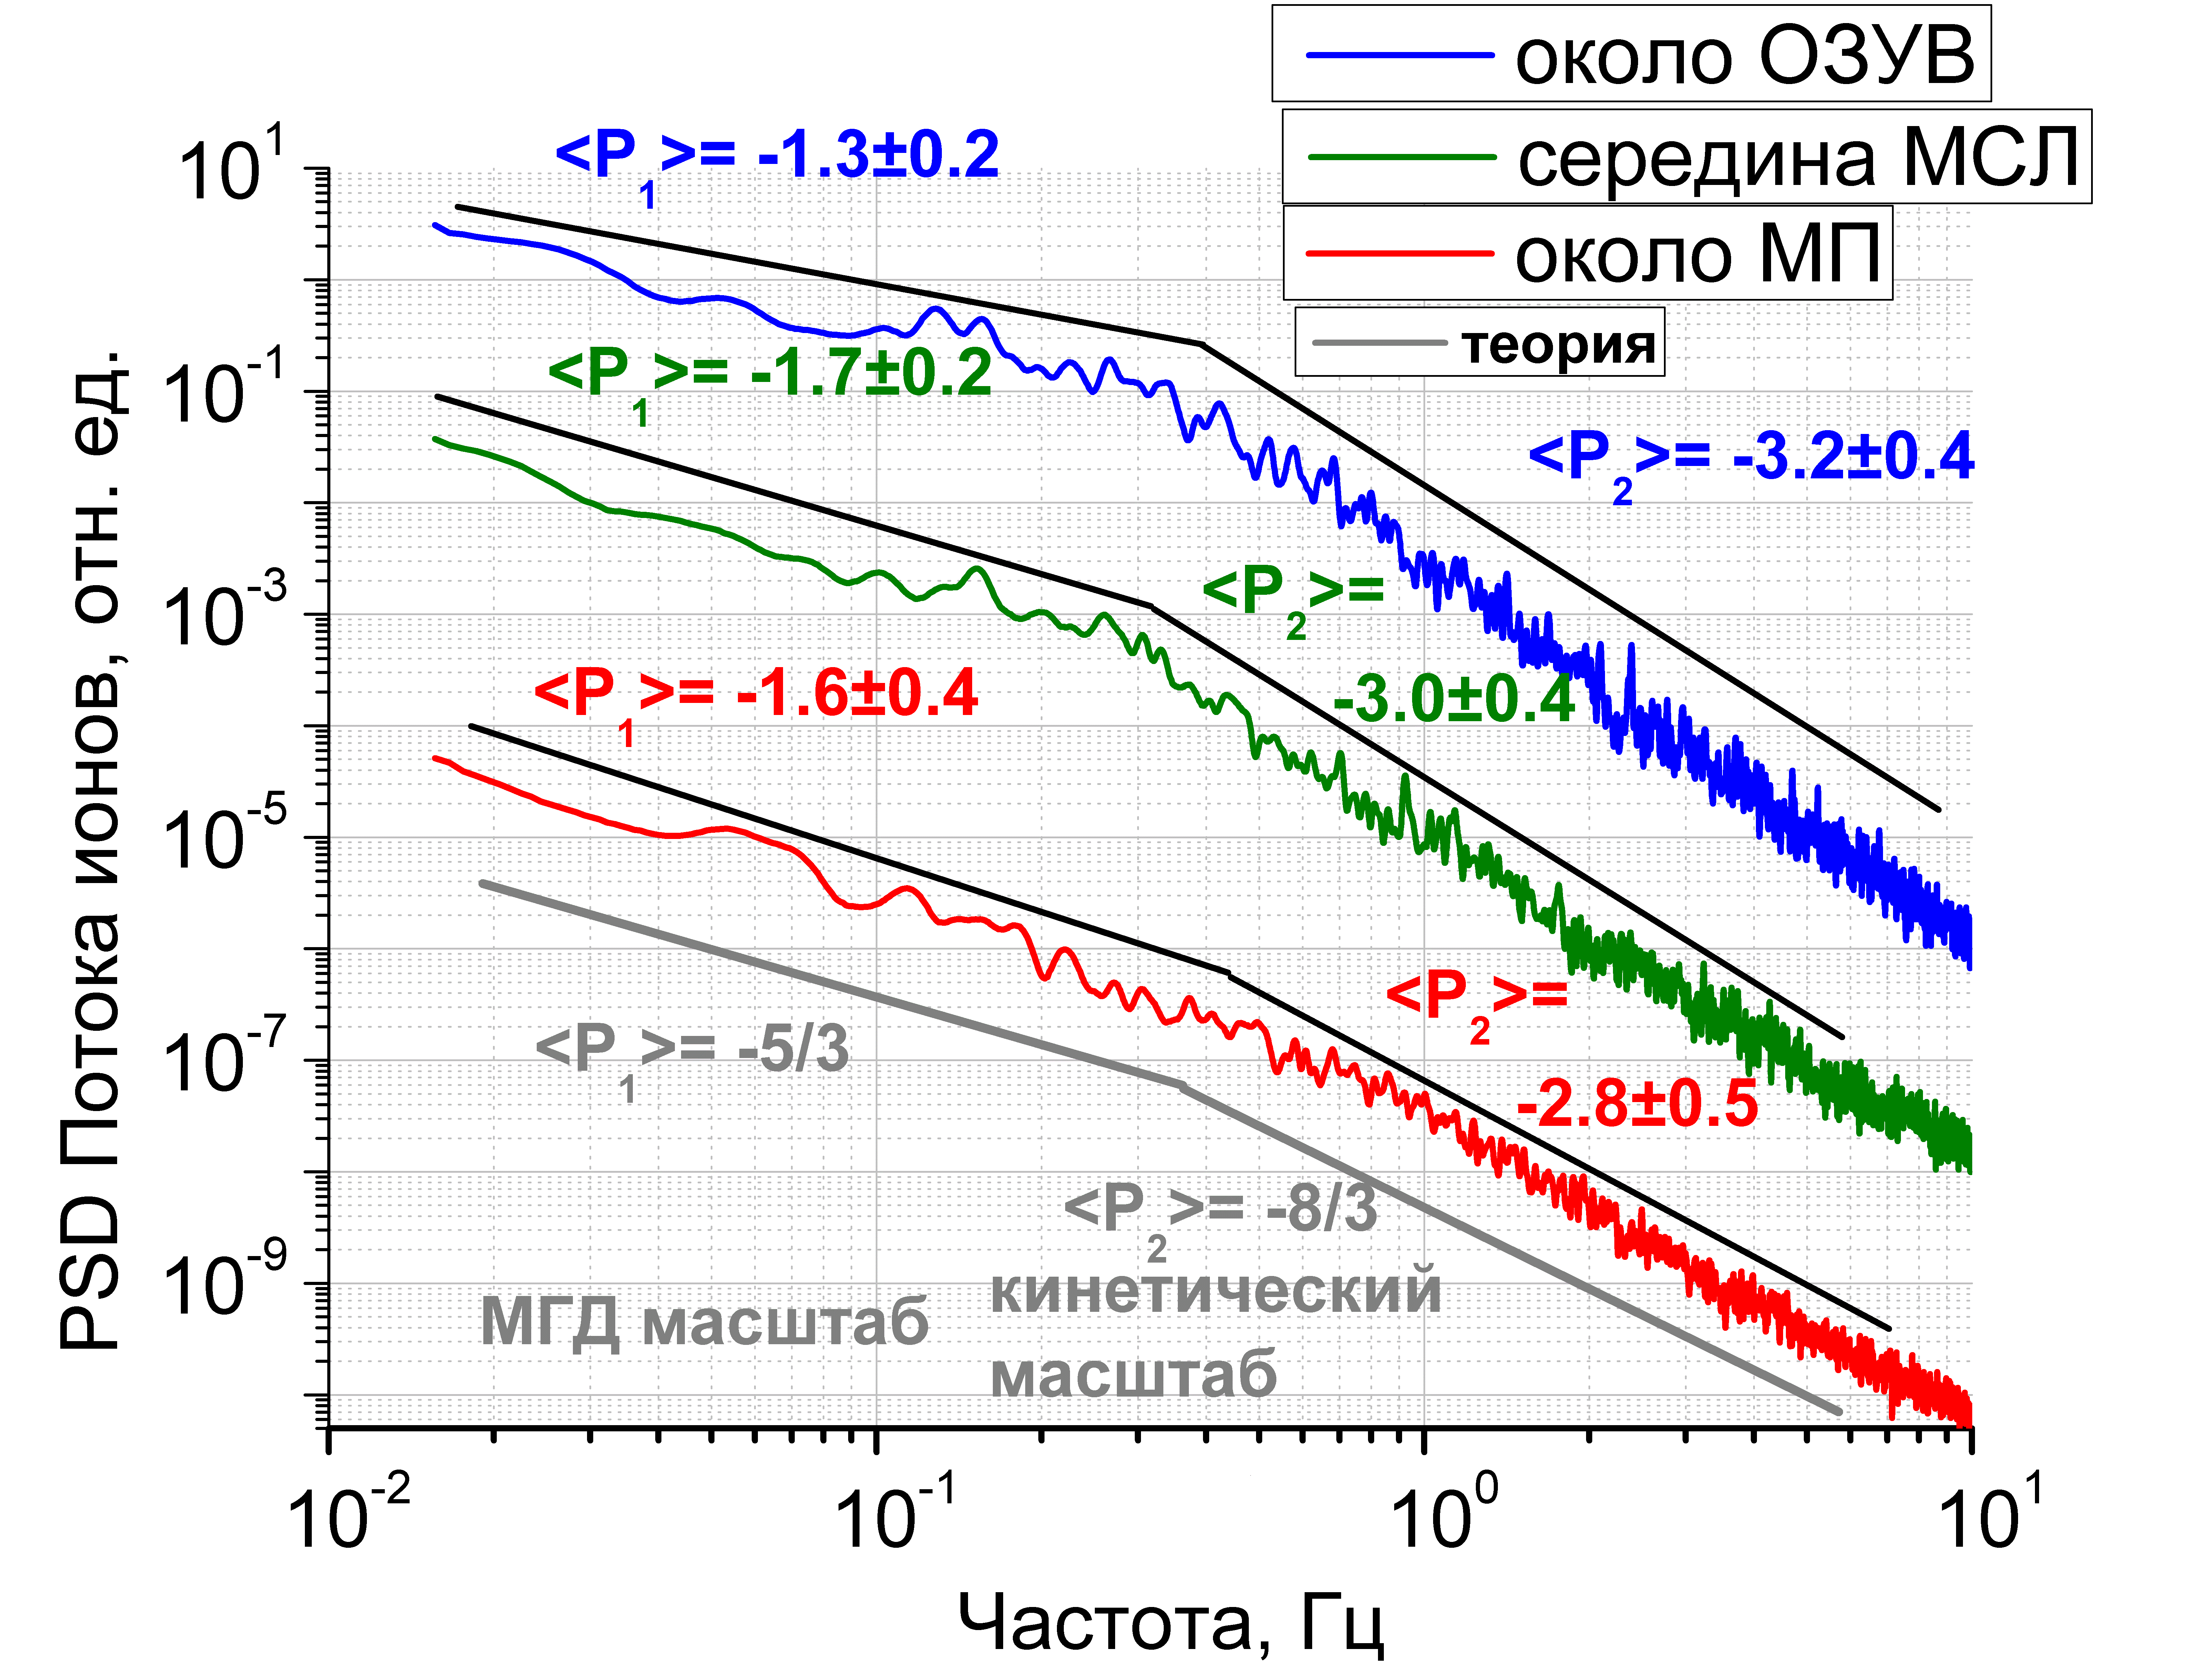 около ОЗУВ
середина МСЛ
около МП
теория
<P1>= -1.3±0.2
<P1>= -1.7±0.2
<P2>= -3.2±0.4
<P2>=
-3.0±0.4
<P1>= -1.6±0.4
<P2>=
-2.8±0.5
<P1>= -5/3
<P2>= -8/3
МГД масштаб
кинетический
масштаб
PSD Потока ионов, отн. ед.
10^1
10^-1
10^-3
10^-5
10^-7
10^-9
10^-2
10^-1
10^0
10^1
Частота, Гц